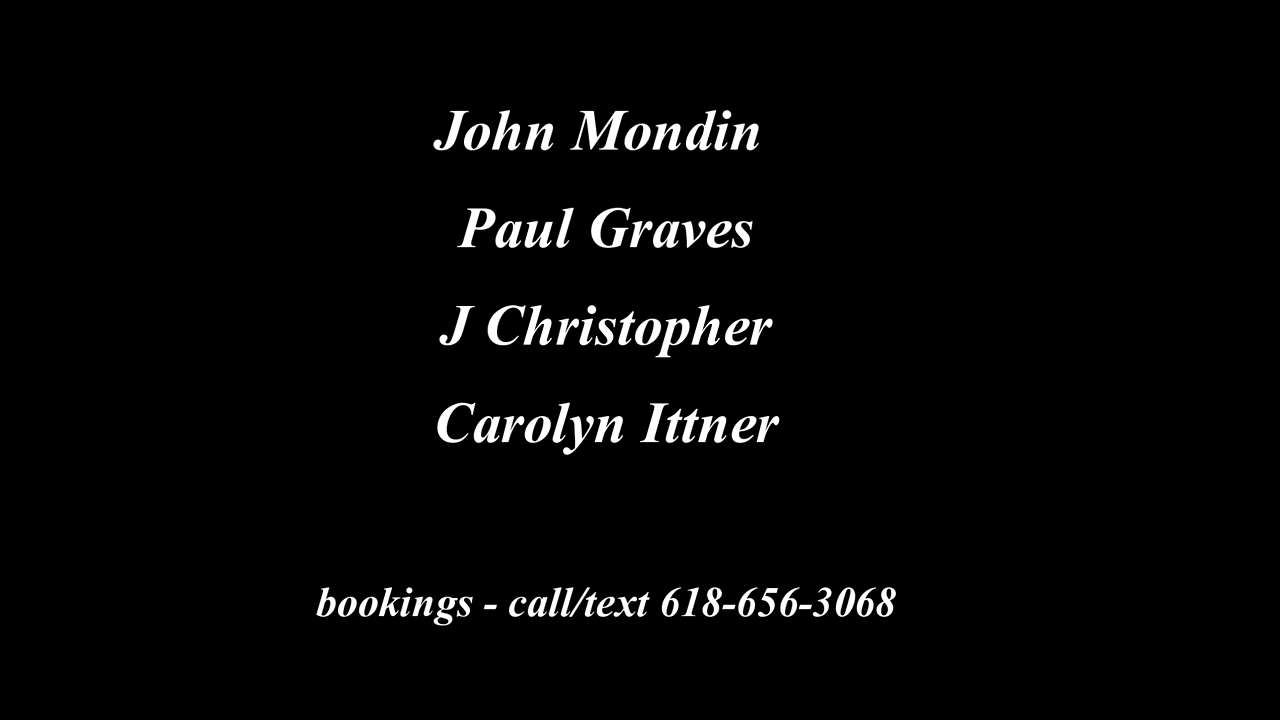 John Mondin
Paul Graves
J Christopher
Carolyn Ittner
bookings - call/text 618-656-3068